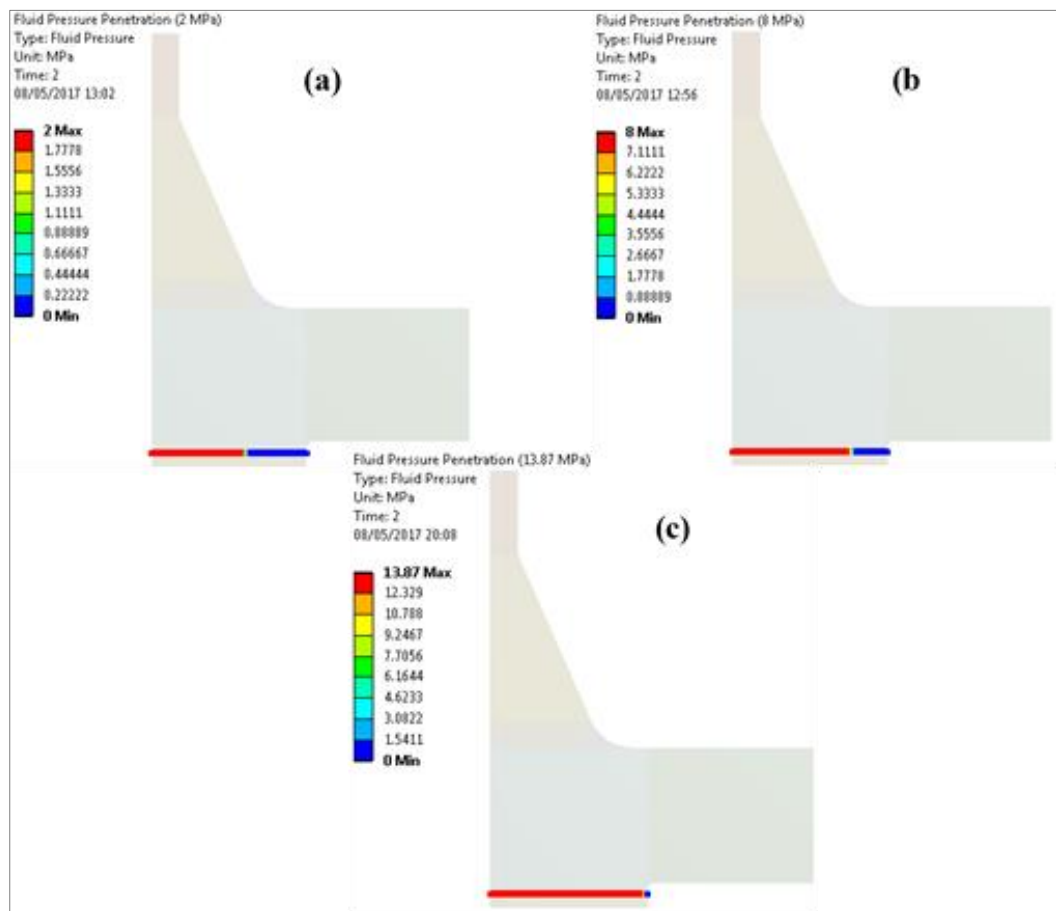 Fluid Pressure Penetration (2 MPa)
Type: Fluid Pressure
Unit: MPa
Time: 2
08/05/2017 13:02
(a)
2 Max
1.7778
1.5556
1.3333
1.1111
0.88889
0.66667
0.44444
0.22222
0 Min
Fluid Pressure Penetration (8 MPa)
Type: Fluid Pressure
Unit: MPa
Time: 2
08/05/2017 12:56
(b
8 Max
7.1111
6.2222
5.3333
4.4444
3.5556
2.6667
1.7778
0.88889
0 Min
Fluid Pressure Penetration (13.87 MPa)
Type: Fluid Pressure
Unit: MPa
Time: 2
08/05/2017 20:08
(c)
13.87 Max
12.329
10.788
9.2467
7.7056
6.1644
4.6233
3.0822
1.5411
0 Min